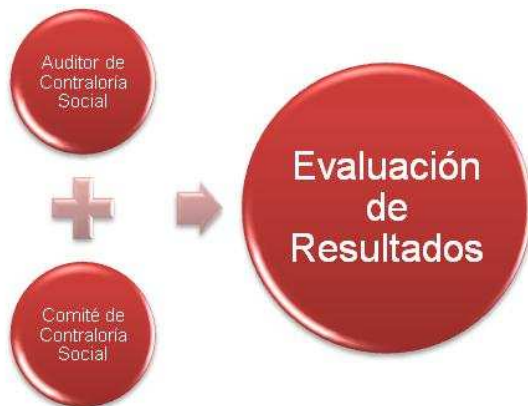 Auditor de
Contraloría
Social
Comité de
Contraloría
Social
Evaluación
de
Resultados